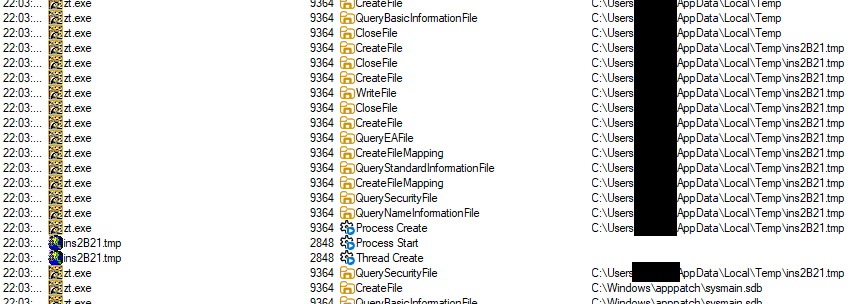 22:03:... zt.exe 9364 CreateFile C:\Users AppData\Local\Temp
22:03:... zt.exe 9364 QueryBasicInformationFile C:\Users AppData\Local\Temp
22:03:... zt.exe 9364 CloseFile C:\Users AppData\Local\Temp
22:03:... zt.exe 9364 CreateFile C:\Users AppData\Local\Temp\ins2B21.tmp
22:03:... zt.exe 9364 CloseFile C:\Users AppData\Local\Temp\ins2B21.tmp
22:03:... zt.exe 9364 CreateFile C:\Users AppData\Local\Temp\ins2B21.tmp
22:03:... zt.exe 9364 WriteFile C:\Users AppData\Local\Temp\ins2B21.tmp
22:03:... zt.exe 9364 CloseFile C:\Users AppData\Local\Temp\ins2B21.tmp
22:03:... zt.exe 9364 CreateFile C:\Users AppData\Local\Temp\ins2B21.tmp
22:03:... zt.exe 9364 QueryEAFile C:\Users AppData\Local\Temp\ins2B21.tmp
22:03:... zt.exe 9364 CreateFileMapping C:\Users AppData\Local\Temp\ins2B21.tmp
22:03:... zt.exe 9364 QueryStandardInformationFile C:\Users AppData\Local\Temp\ins2B21.tmp
22:03:... zt.exe 9364 CreateFileMapping C:\Users AppData\Local\Temp\ins2B21.tmp
22:03:... zt.exe 9364 QuerySecurityFile C:\Users AppData\Local\Temp\ins2B21.tmp
22:03:... zt.exe 9364 QueryNameInformationFile C:\Users AppData\Local\Temp\ins2B21.tmp
22:03:... zt.exe 9364 Process Create C:\Users AppData\Local\Temp\ins2B21.tmp
22:03:... ins2B21.tmp 2848 Process Start
22:03:... ins2B21.tmp 2848 Thread Create
22:03:... zt.exe 9364 QuerySecurityFile C:\Users AppData\Local\Temp\ins2B21.tmp
22:03:... zt.exe 9364 CreateFile C:\Windows\apppatch\sysmain.sdb
22:03:... zt.exe 9364 QueryBasicInformationFile C:\Windows\apppatch\sysmain.sdb